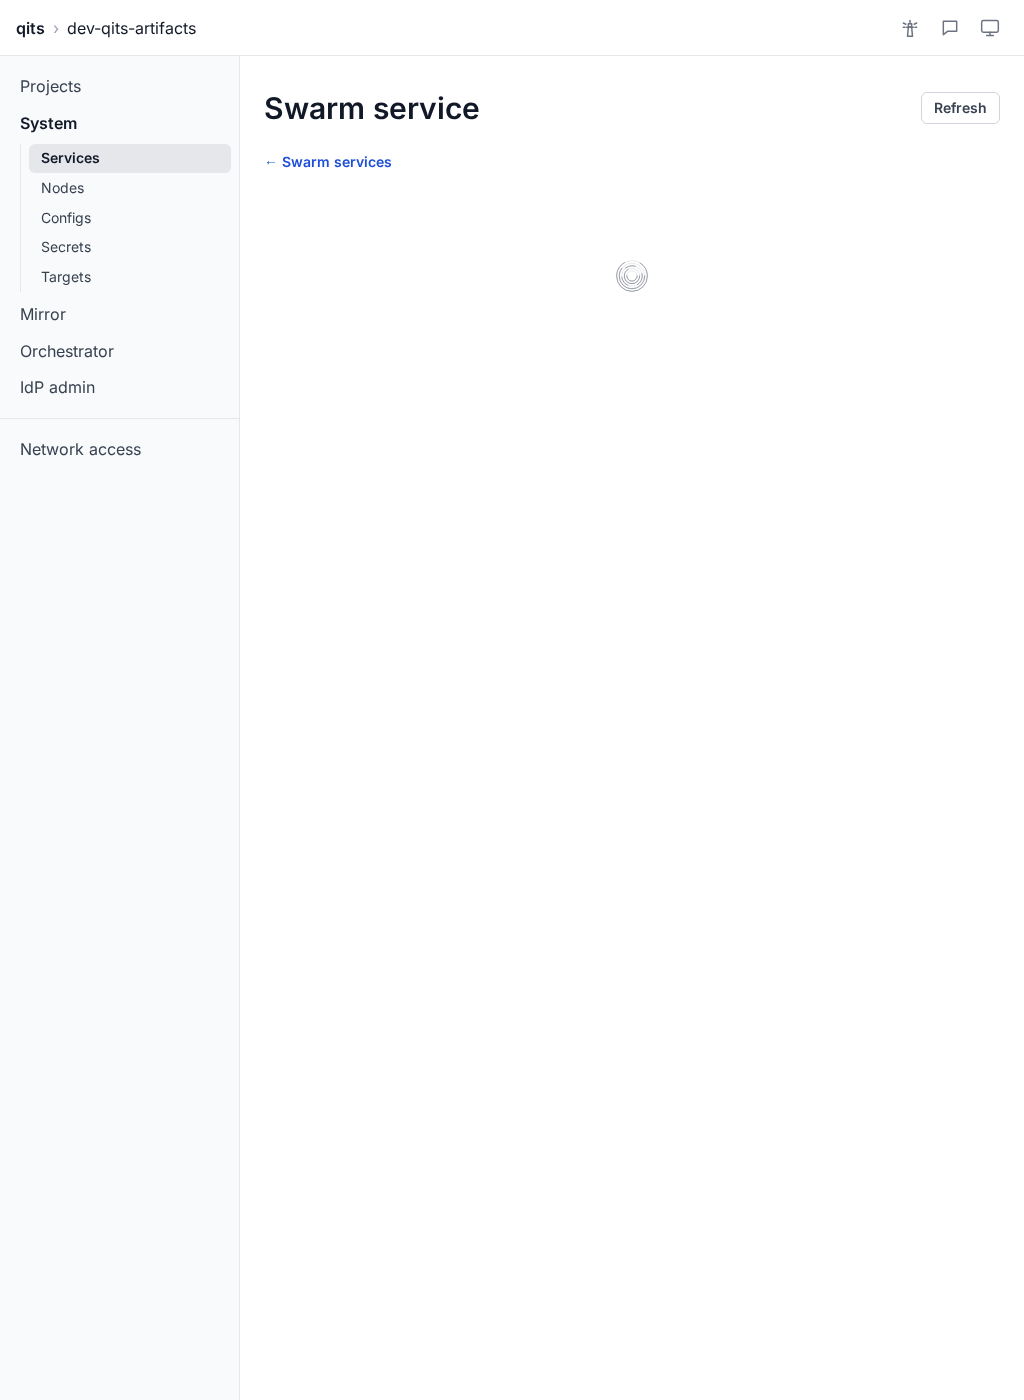 qits › dev-qits-artifacts
Projects
System
Services
Nodes
Configs
Secrets
Targets
Mirror
Orchestrator
IdP admin
Network access
Swarm service
Refresh
← Swarm services